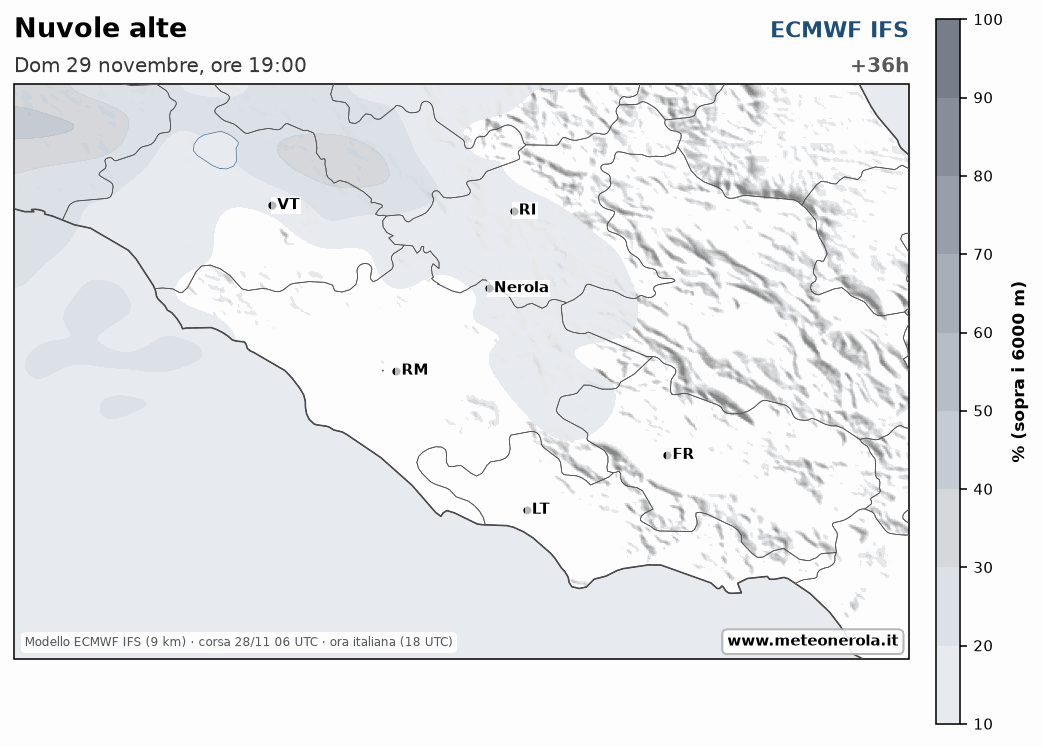 Nuvole alte
ECMWF IFS
Dom 29 novembre, ore 19:00
+36h
VT
RI
Nerola
RM
FR
LT
Modello ECMWF IFS (9 km) · corsa 28/11 06 UTC · ora italiana (18 UTC)
www.meteonerola.it
100
90
80
70
60
50
40
30
20
10
% (sopra i 6000 m)